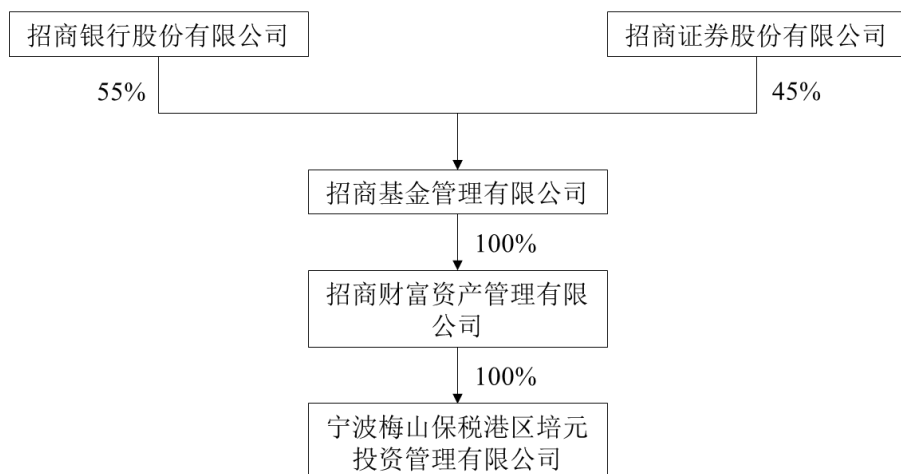 招商银行股份有限公司
招商证券股份有限公司
55%
45%
招商基金管理有限公司
100%
招商财富资产管理有限
公司
100%
宁波梅山保税港区培元
投资管理有限公司